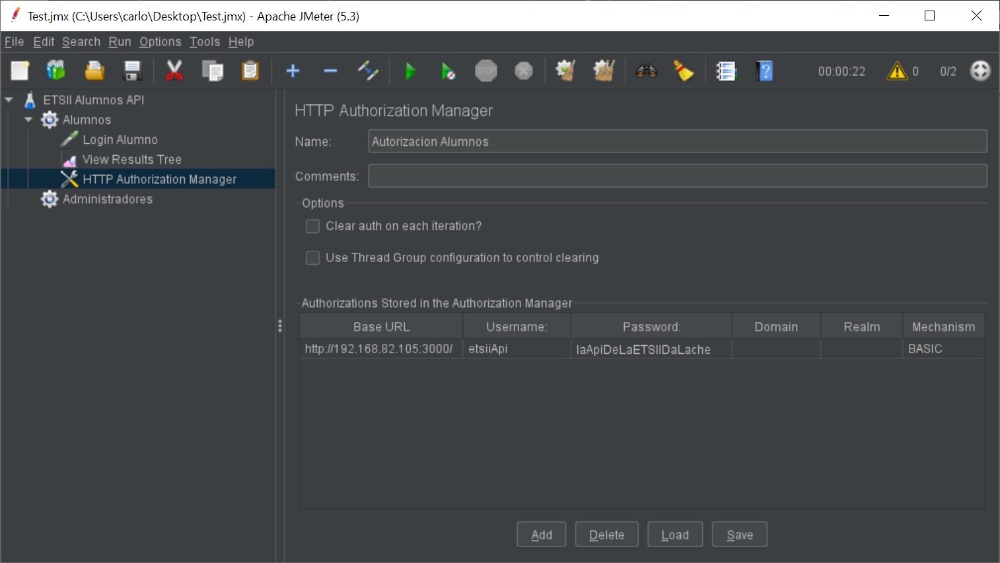 Test.jmx (C:\Users\carlo\Desktop\Test.jmx) - Apache JMeter (5.3)
File Edit Search Run Options Tools Help
STOP
?
00:00:22
0
0/2
ETSII Alumnos API
Alumnos
Login Alumno
View Results Tree
HTTP Authorization Manager
Administradores
HTTP Authorization Manager
Name: Autorizacion Alumnos
Comments:
Options
Clear auth on each iteration?
Use Thread Group configuration to control clearing
Authorizations Stored in the Authorization Manager
Base URL Username: Password: Domain Realm Mechanism
http://192.168.82.105:3000/ etsiiApi laApiDeLaETSIIDaLache BASIC
Add Delete Load Save